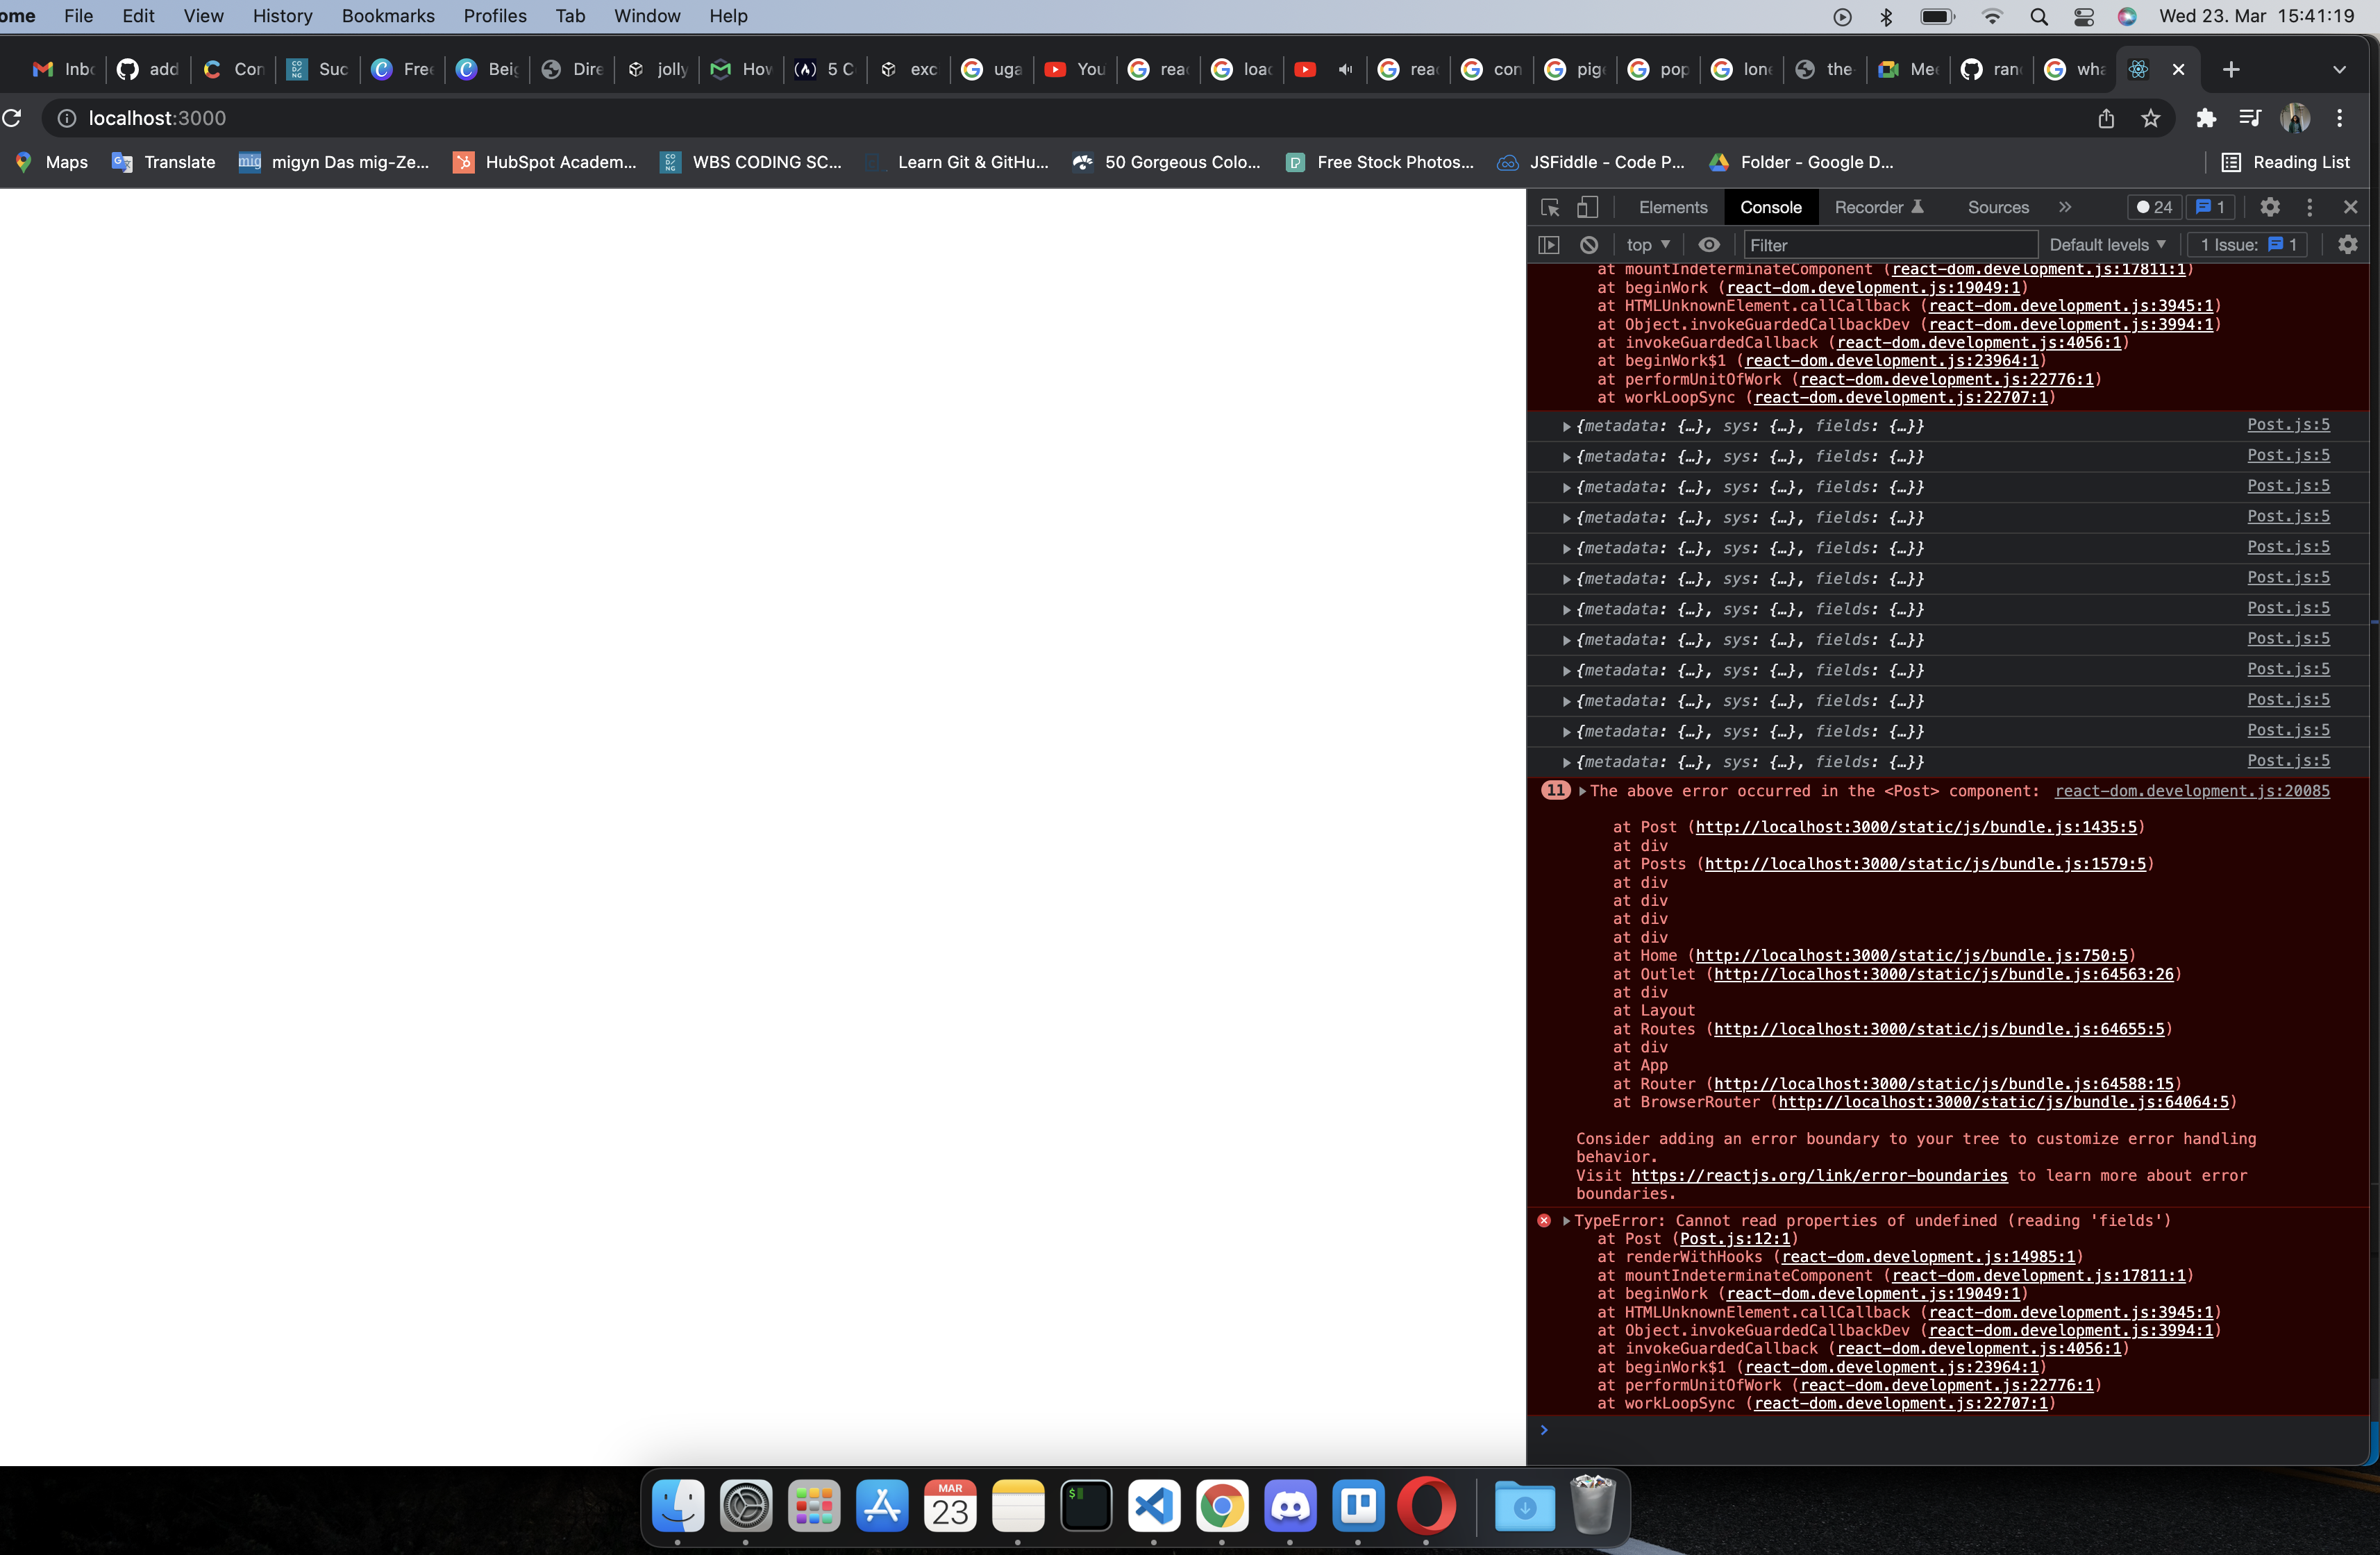 ome File Edit View History Bookmarks Profiles Tab Window Help Wed 23. Mar 15:41:19
Inbo add Con Suc Free Beig Dire jolly How 5 C exc uga You reac load reac con pige pop lone the- Mee ran wha
localhost:3000
Maps Translate mig migyn Das mig-Ze... HubSpot Academ... WBS CODING SC... Learn Git & GitHu... 50 Gorgeous Colo... Free Stock Photos... JSFiddle - Code P... Folder - Google D... Reading List
Elements Console Recorder Sources » 24 1
top Filter Default levels 1 Issue: 1
at mountIndeterminateComponent (react-dom.development.js:17811:1)
at beginWork (react-dom.development.js:19049:1)
at HTMLUnknownElement.callCallback (react-dom.development.js:3945:1)
at Object.invokeGuardedCallbackDev (react-dom.development.js:3994:1)
at invokeGuardedCallback (react-dom.development.js:4056:1)
at beginWork$1 (react-dom.development.js:23964:1)
at performUnitOfWork (react-dom.development.js:22776:1)
at workLoopSync (react-dom.development.js:22707:1)
{metadata: {…}, sys: {…}, fields: {…}} Post.js:5
{metadata: {…}, sys: {…}, fields: {…}} Post.js:5
{metadata: {…}, sys: {…}, fields: {…}} Post.js:5
{metadata: {…}, sys: {…}, fields: {…}} Post.js:5
{metadata: {…}, sys: {…}, fields: {…}} Post.js:5
{metadata: {…}, sys: {…}, fields: {…}} Post.js:5
{metadata: {…}, sys: {…}, fields: {…}} Post.js:5
{metadata: {…}, sys: {…}, fields: {…}} Post.js:5
{metadata: {…}, sys: {…}, fields: {…}} Post.js:5
{metadata: {…}, sys: {…}, fields: {…}} Post.js:5
{metadata: {…}, sys: {…}, fields: {…}} Post.js:5
{metadata: {…}, sys: {…}, fields: {…}} Post.js:5
11 The above error occurred in the <Post> component: react-dom.development.js:20085
at Post (http://localhost:3000/static/js/bundle.js:1435:5)
at div
at Posts (http://localhost:3000/static/js/bundle.js:1579:5)
at div
at div
at div
at div
at Home (http://localhost:3000/static/js/bundle.js:750:5)
at Outlet (http://localhost:3000/static/js/bundle.js:64563:26)
at div
at Layout
at Routes (http://localhost:3000/static/js/bundle.js:64655:5)
at div
at App
at Router (http://localhost:3000/static/js/bundle.js:64588:15)
at BrowserRouter (http://localhost:3000/static/js/bundle.js:64064:5)
Consider adding an error boundary to your tree to customize error handling
behavior.
Visit https://reactjs.org/link/error-boundaries to learn more about error
boundaries.
TypeError: Cannot read properties of undefined (reading 'fields')
at Post (Post.js:12:1)
at renderWithHooks (react-dom.development.js:14985:1)
at mountIndeterminateComponent (react-dom.development.js:17811:1)
at beginWork (react-dom.development.js:19049:1)
at HTMLUnknownElement.callCallback (react-dom.development.js:3945:1)
at Object.invokeGuardedCallbackDev (react-dom.development.js:3994:1)
at invokeGuardedCallback (react-dom.development.js:4056:1)
at beginWork$1 (react-dom.development.js:23964:1)
at performUnitOfWork (react-dom.development.js:22776:1)
at workLoopSync (react-dom.development.js:22707:1)
MAR
23
$